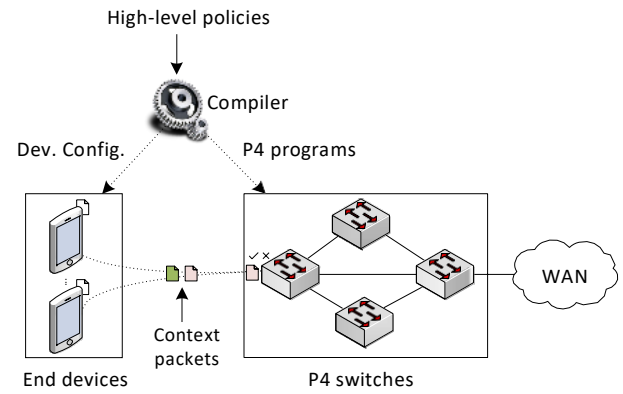 High-level policies
Compiler
Dev. Config.
P4 programs
WAN
Context
packets
End devices
P4 switches